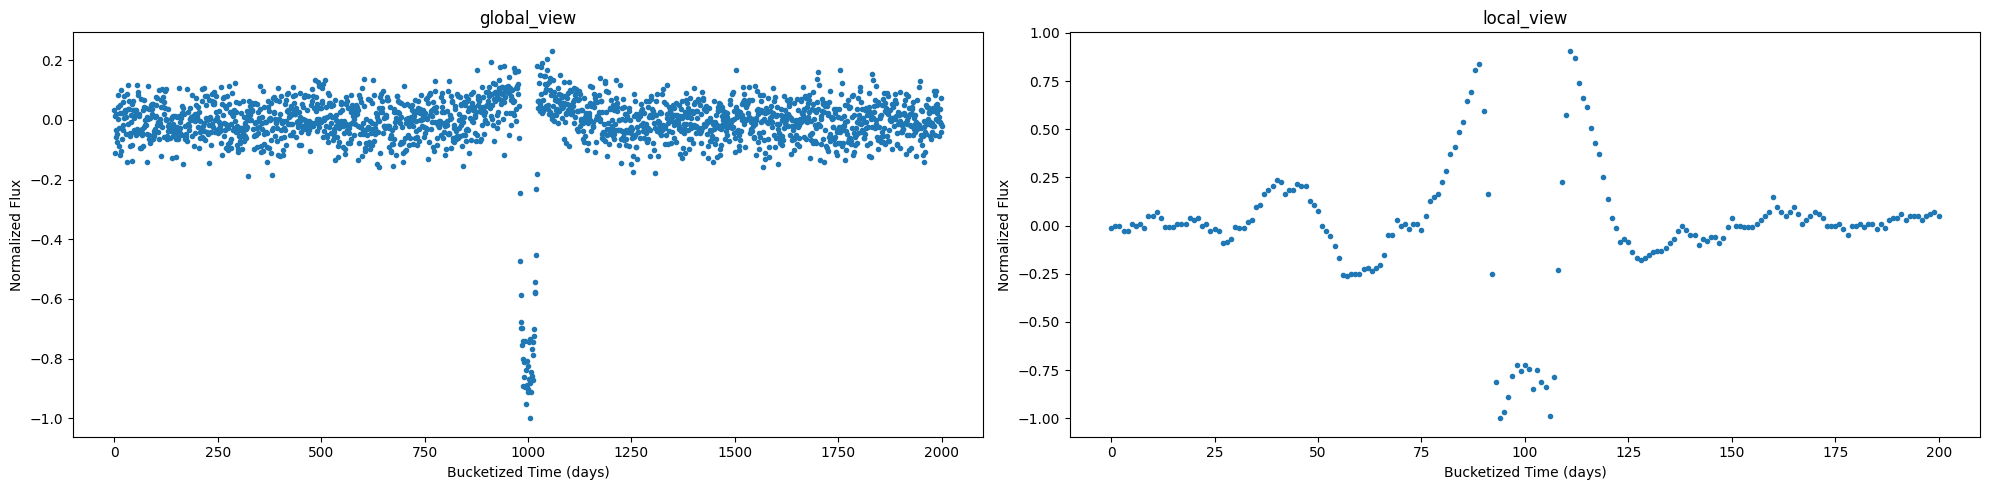 global_view
Normalized Flux
0.2
0.0
−0.2
−0.4
−0.6
−0.8
−1.0
0 250 500 750 1000 1250 1500 1750 2000
Bucketized Time (days)
local_view
Normalized Flux
1.00
0.75
0.50
0.25
0.00
−0.25
−0.50
−0.75
−1.00
0 25 50 75 100 125 150 175 200
Bucketized Time (days)